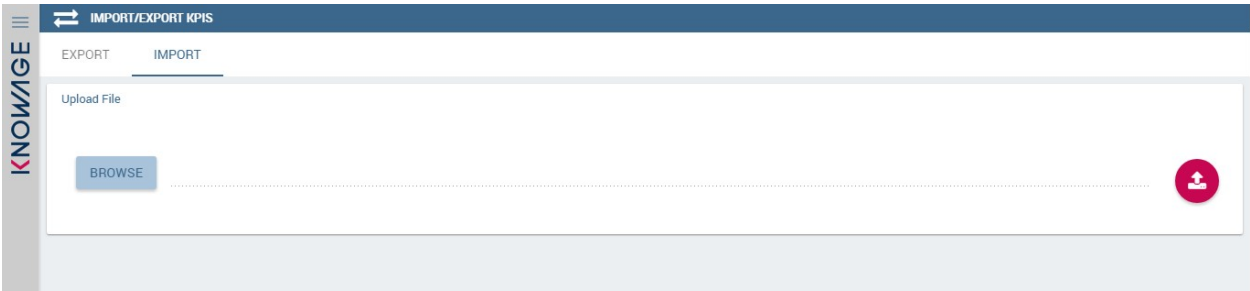 IMPORT/EXPORT KPIS
KNOWAGE
EXPORT IMPORT
Upload File
BROWSE